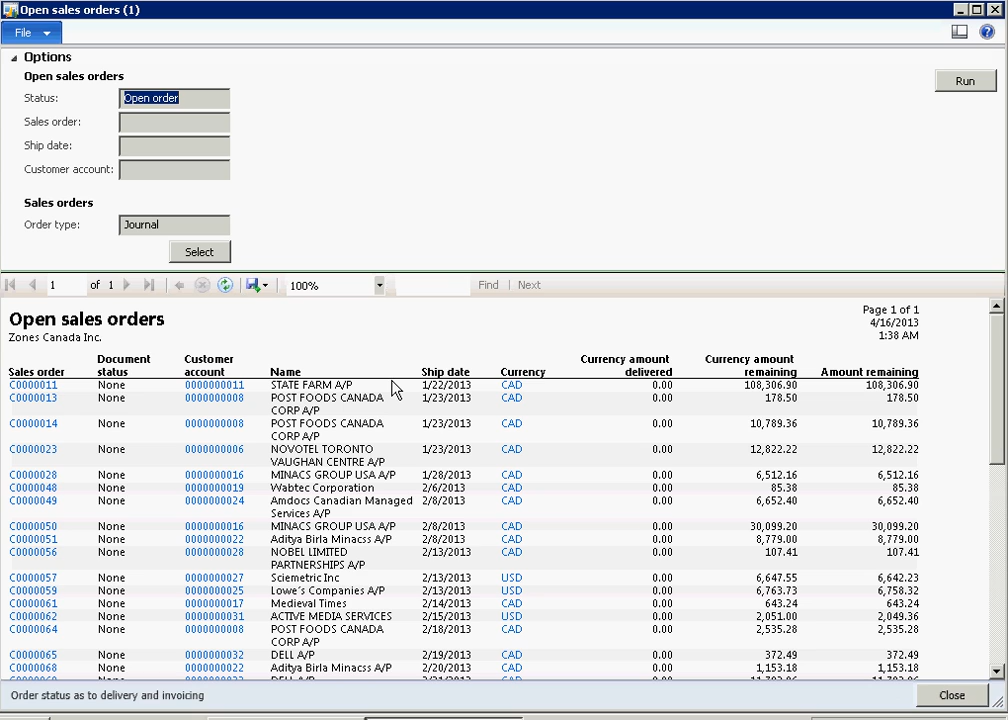 Open sales orders (1)
File
Options
Open sales orders
Run
Status: Open order
Sales order:
Ship date:
Customer account:
Sales orders
Order type: Journal
Select
1 of 1 100% Find | Next
Open sales orders
Zones Canada Inc.
Page 1 of 1
4/16/2013
1:38 AM
Document Customer Currency amount Currency amount
Sales order status account Name Ship date Currency delivered remaining Amount remaining
C0000011 None 0000000011 STATE FARM A/P 1/22/2013 CAD 0.00 108,306.90 108,306.90
C0000013 None 0000000008 POST FOODS CANADA 1/23/2013 CAD 0.00 178.50 178.50
CORP A/P
C0000014 None 0000000008 POST FOODS CANADA 1/23/2013 CAD 0.00 10,789.36 10,789.36
CORP A/P
C0000023 None 0000000006 NOVOTEL TORONTO 1/23/2013 CAD 0.00 12,822.22 12,822.22
VAUGHAN CENTRE A/P
C0000028 None 0000000016 MINACS GROUP USA A/P 1/28/2013 CAD 0.00 6,512.16 6,512.16
C0000048 None 0000000019 Wabtec Corporation 2/6/2013 CAD 0.00 85.38 85.38
C0000049 None 0000000024 Amdocs Canadian Managed 2/8/2013 CAD 0.00 6,652.40 6,652.40
Services A/P
C0000050 None 0000000016 MINACS GROUP USA A/P 2/8/2013 CAD 0.00 30,099.20 30,099.20
C0000051 None 0000000022 Aditya Birla Minacss A/P 2/8/2013 CAD 0.00 8,779.00 8,779.00
C0000056 None 0000000028 NOBEL LIMITED 2/13/2013 CAD 0.00 107.41 107.41
PARTNERSHIPS A/P
C0000057 None 0000000027 Sciemetric Inc 2/13/2013 USD 0.00 6,647.55 6,642.23
C0000059 None 0000000025 Lowe's Companies A/P 2/13/2013 USD 0.00 6,763.73 6,758.32
C0000061 None 0000000017 Medieval Times 2/14/2013 CAD 0.00 643.24 643.24
C0000062 None 0000000031 ACTIVE MEDIA SERVICES 2/15/2013 USD 0.00 2,051.00 2,049.36
C0000064 None 0000000008 POST FOODS CANADA 2/18/2013 CAD 0.00 2,535.28 2,535.28
CORP A/P
C0000065 None 0000000032 DELL A/P 2/19/2013 CAD 0.00 372.49 372.49
C0000068 None 0000000022 Aditya Birla Minacss A/P 2/20/2013 CAD 0.00 1,153.18 1,153.18
Order status as to delivery and invoicing
Close